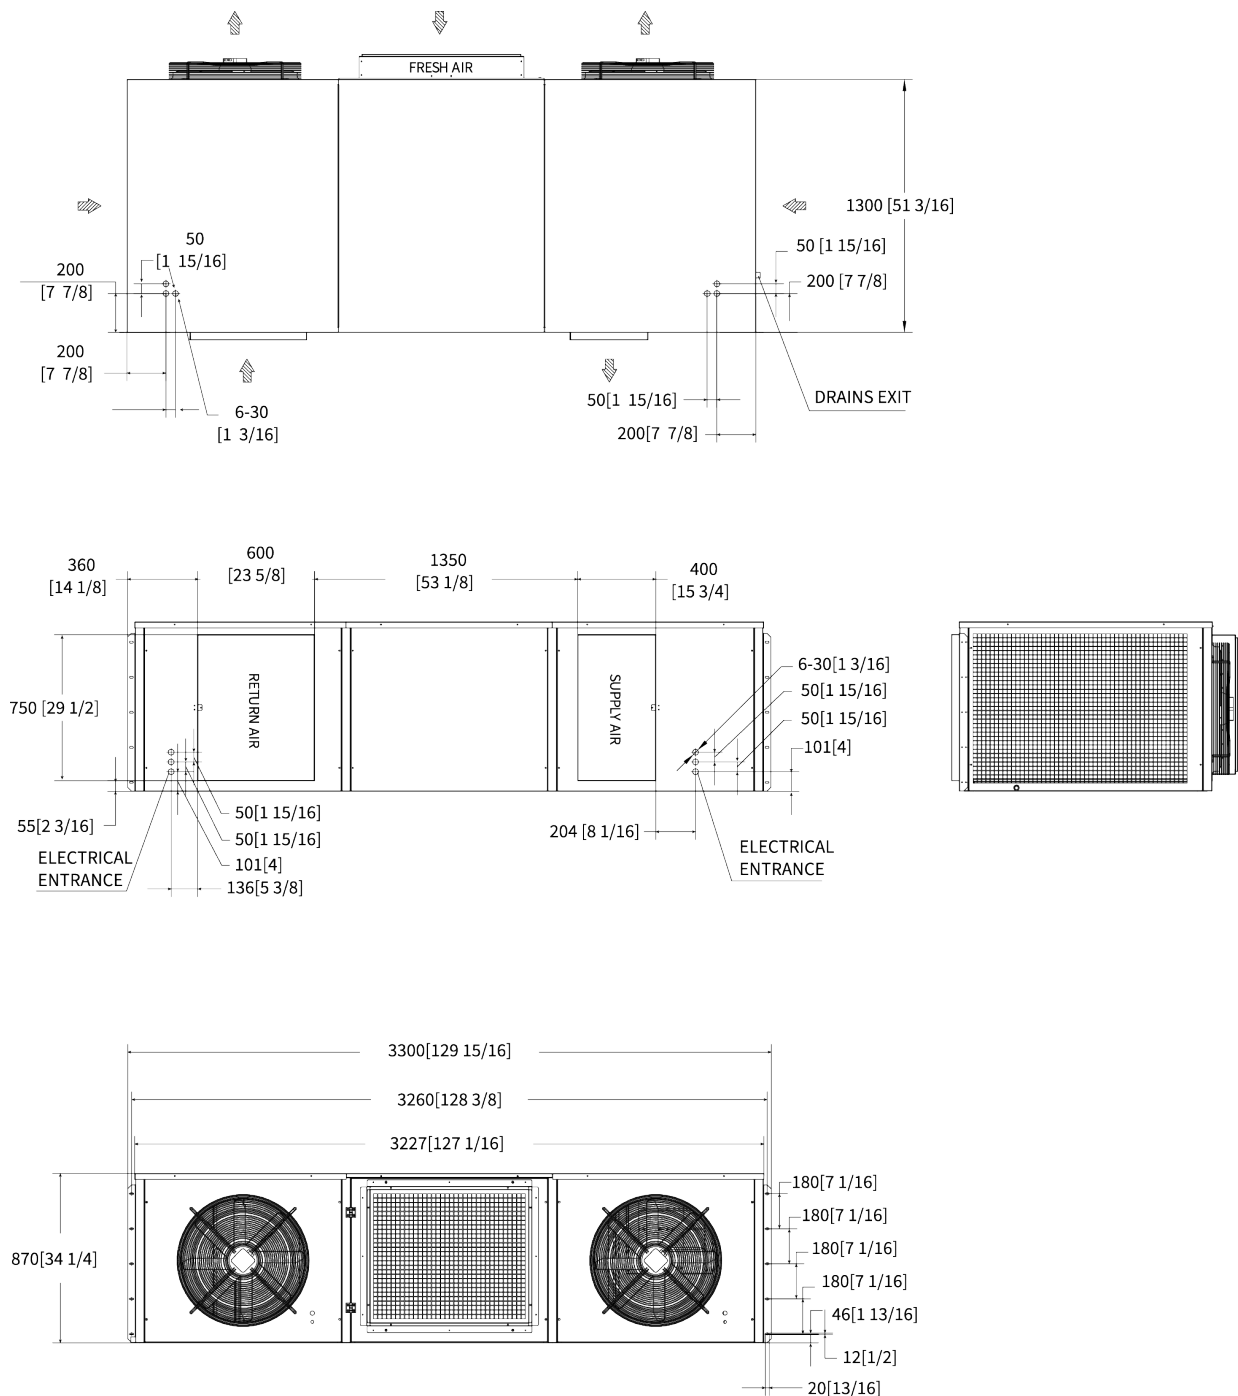 FRESH AIR
1300 [51 3/16]
50
[1 15/16]
50 [1 15/16]
200
[7 7/8]
200 [7 7/8]
200
[7 7/8]
50[1 15/16]
DRAINS EXIT
6-30
[1 3/16]
200[7 7/8]
360
[14 1/8]
600
[23 5/8]
1350
[53 1/8]
400
[15 3/4]
6-30[1 3/16]
50[1 15/16]
50[1 15/16]
101[4]
750 [29 1/2]
RETURN AIR
SUPPLY AIR
55[2 3/16]
50[1 15/16]
50[1 15/16]
101[4]
136[5 3/8]
204 [8 1/16]
ELECTRICAL
ENTRANCE
ELECTRICAL
ENTRANCE
3300[129 15/16]
3260[128 3/8]
3227[127 1/16]
870[34 1/4]
180[7 1/16]
180[7 1/16]
180[7 1/16]
180[7 1/16]
46[1 13/16]
12[1/2]
20[13/16]